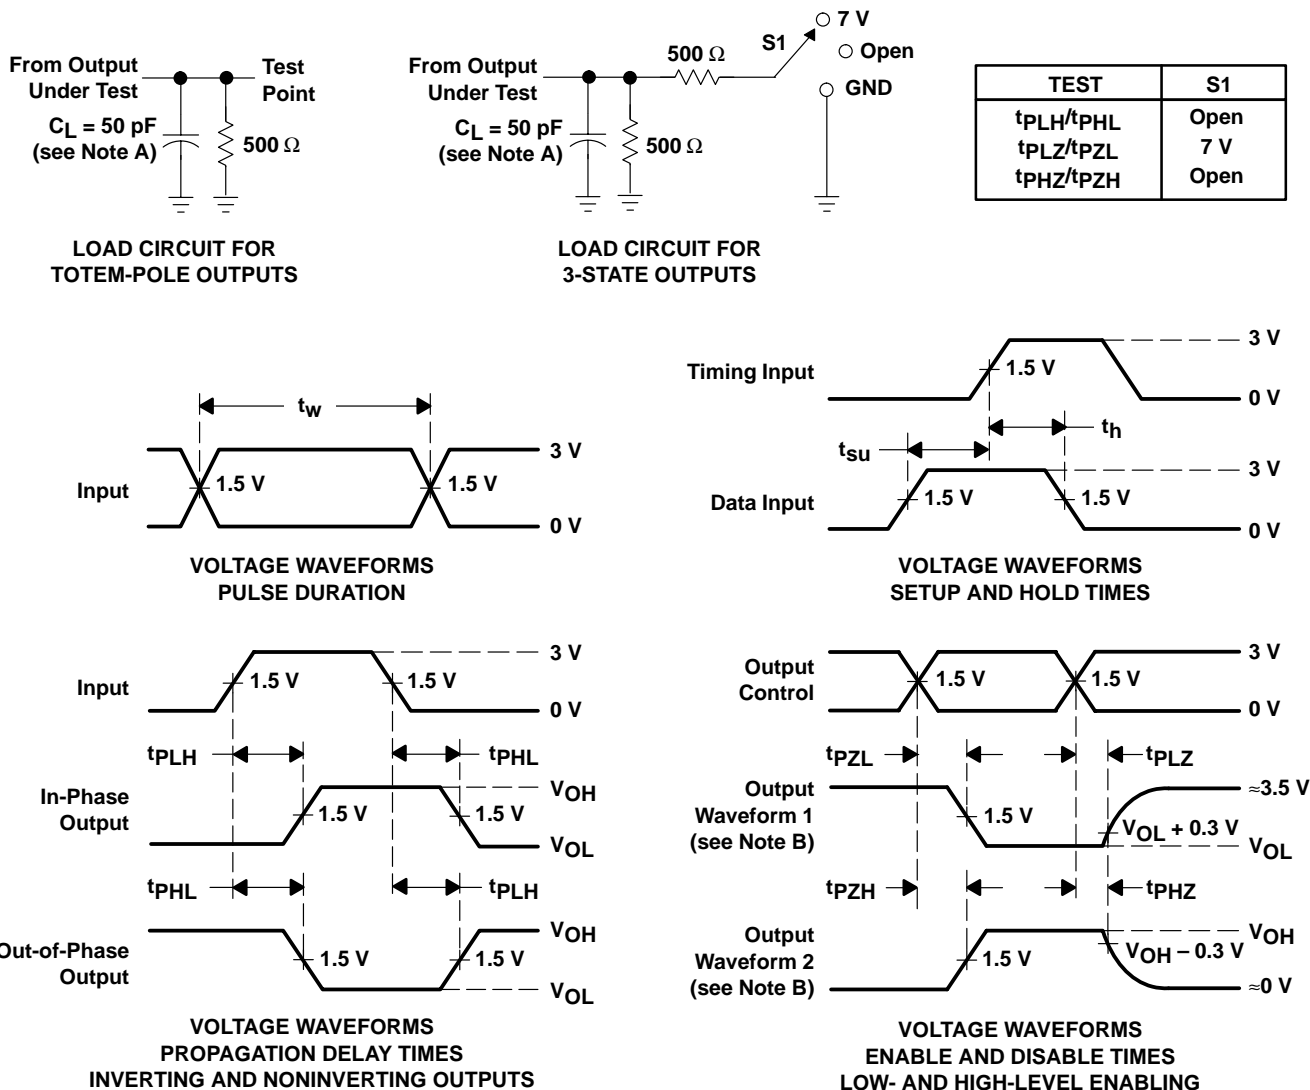 From Output
Under Test
Test
Point
CL = 50 pF
(see Note A)
500 Ω
LOAD CIRCUIT FOR
TOTEM-POLE OUTPUTS
From Output
Under Test
CL = 50 pF
(see Note A)
500 Ω
500 Ω
S1
7 V
Open
GND
LOAD CIRCUIT FOR
3-STATE OUTPUTS
TEST S1
tPLH/tPHL Open
tPLZ/tPZL 7 V
tPHZ/tPZH Open
tw
Input
1.5 V
1.5 V
3 V
0 V
VOLTAGE WAVEFORMS
PULSE DURATION
Timing Input
1.5 V
3 V
0 V
th
tsu
Data Input
1.5 V
1.5 V
3 V
0 V
VOLTAGE WAVEFORMS
SETUP AND HOLD TIMES
Input
1.5 V
1.5 V
3 V
0 V
tPLH
tPHL
In-Phase
Output
1.5 V
1.5 V
VOH
VOL
tPHL
tPLH
Out-of-Phase
Output
1.5 V
1.5 V
VOH
VOL
VOLTAGE WAVEFORMS
PROPAGATION DELAY TIMES
INVERTING AND NONINVERTING OUTPUTS
Output
Control
1.5 V
1.5 V
3 V
0 V
tPZL
tPLZ
Output
Waveform 1
(see Note B)
1.5 V
VOL + 0.3 V
≈3.5 V
VOL
tPZH
tPHZ
Output
Waveform 2
(see Note B)
1.5 V
VOH – 0.3 V
VOH
≈0 V
VOLTAGE WAVEFORMS
ENABLE AND DISABLE TIMES
LOW- AND HIGH-LEVEL ENABLING